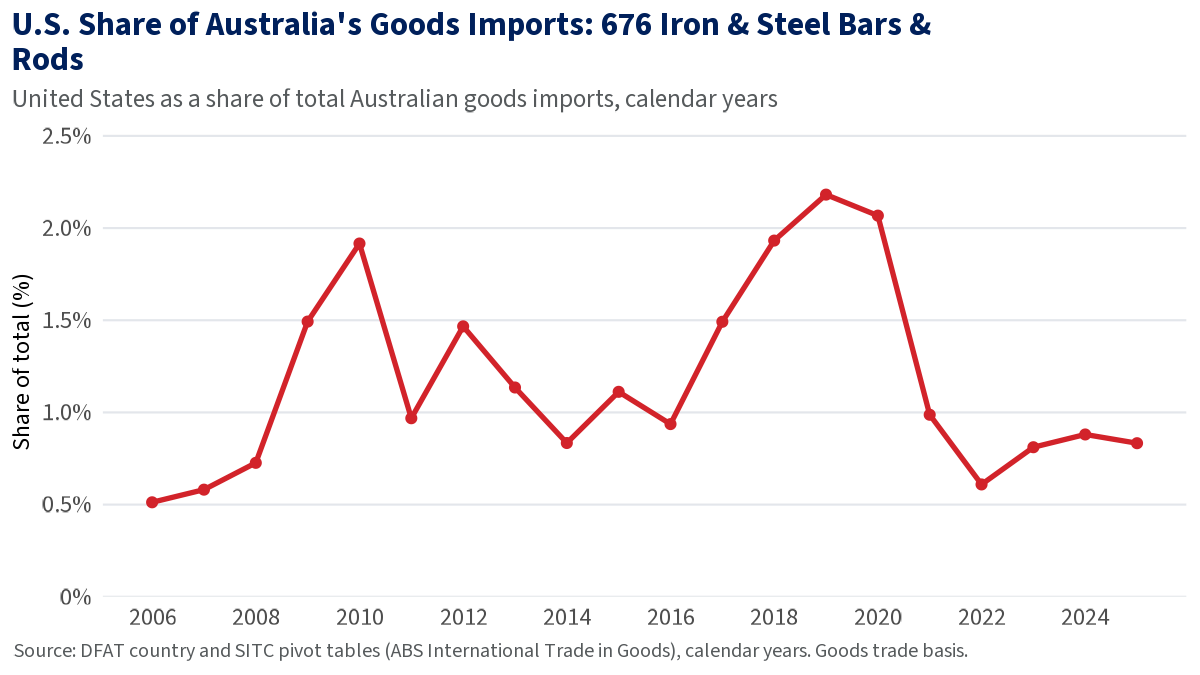 U.S. Share of Australia's Goods Imports: 676 Iron & Steel Bars &
Rods
United States as a share of total Australian goods imports, calendar years
Share of total (%)
2.5%
2.0%
1.5%
1.0%
0.5%
0%
2006 2008 2010 2012 2014 2016 2018 2020 2022 2024
Source: DFAT country and SITC pivot tables (ABS International Trade in Goods), calendar years. Goods trade basis.